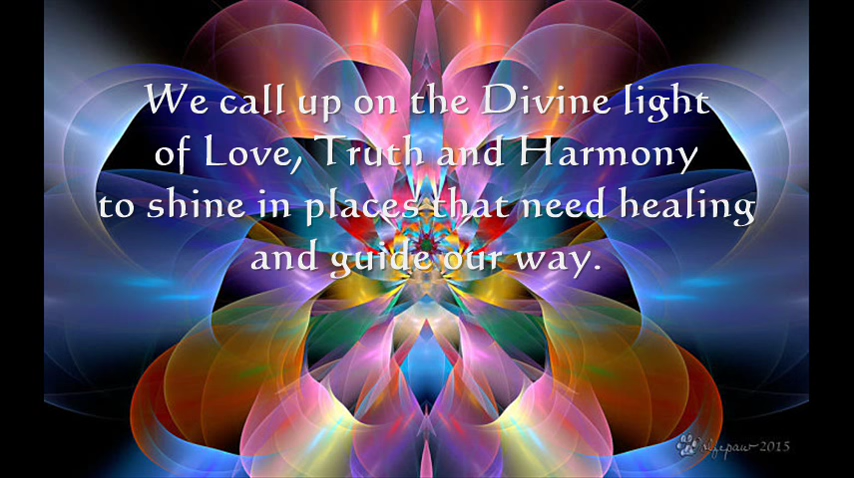 We call up on the Divine light
of Love, Truth and Harmony
to shine in places that need healing
and guide our way.
2015